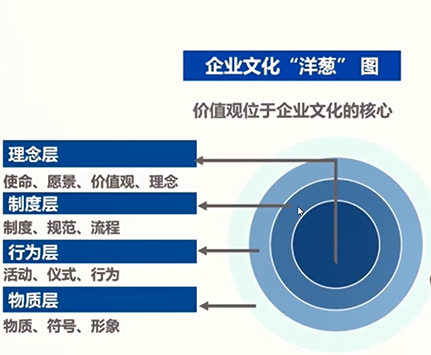 企业文化“洋葱” 图
价值观位于企业文化的核心
理念层
使命、愿景、价值观、理念
制度层
制度、规范、流程
行为层
活动、仪式、行为
物质层
物质、符号、形象